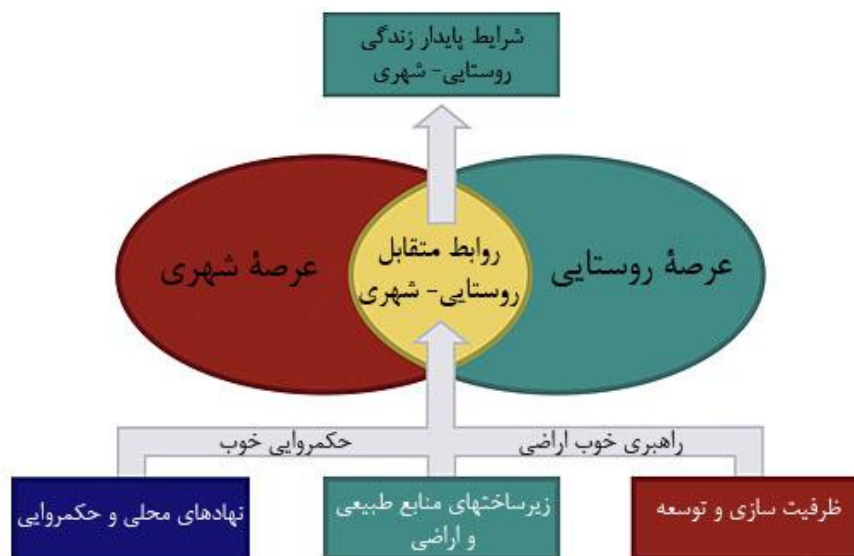 شرایط پایدار زندگی
روستایی- شهری
عرصهٔ روستایی
روابط متقابل
روستایی- شهری
عرصهٔ شهری
راهبری خوب اراضی
حکمروایی خوب
ظرفیت سازی و توسعه
زیرساختهای منابع طبیعی
و اراضی
نهادهای محلی و حکمروایی